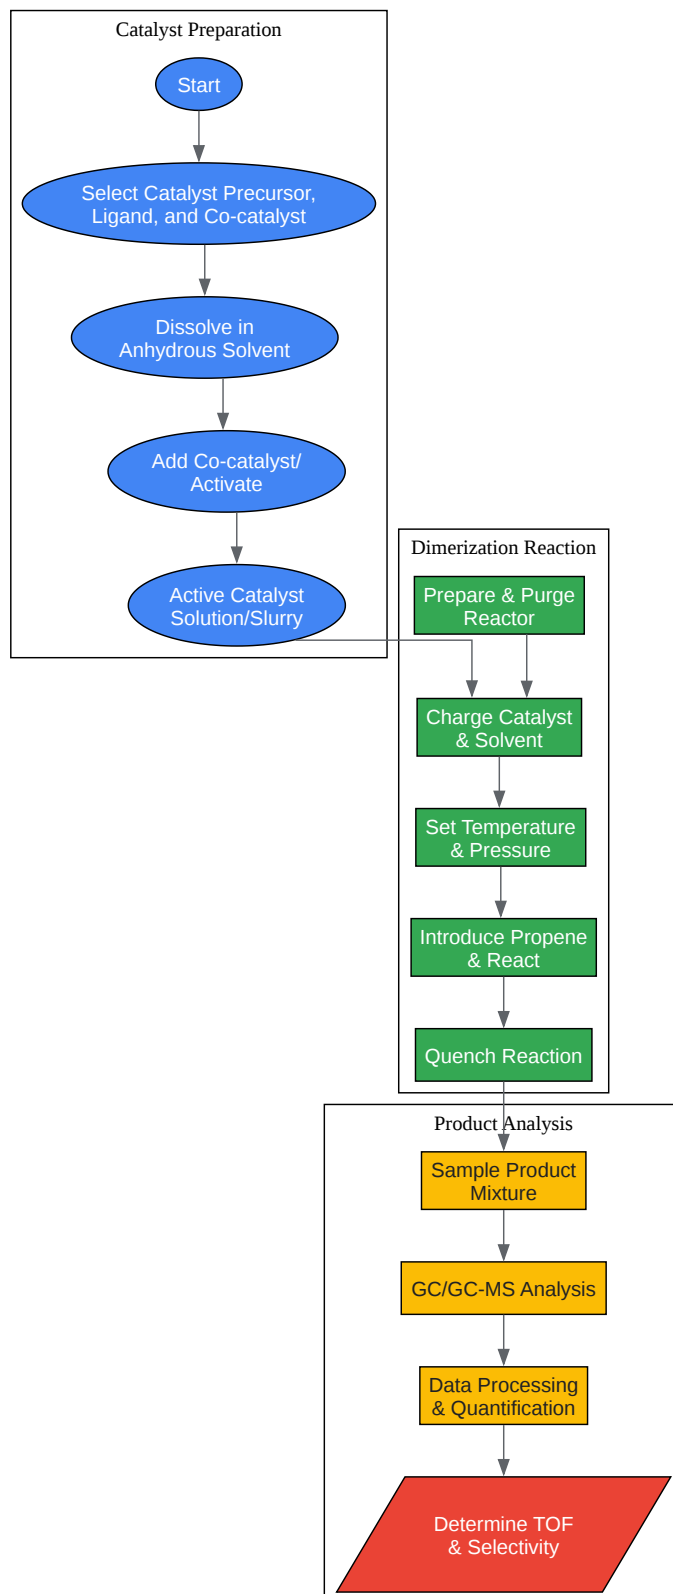 Catalyst Preparation
Start
Select Catalyst Precursor,
Ligand, and Co-catalyst
Dissolve in
Anhydrous Solvent
Add Co-catalyst/
Activate
Active Catalyst
Solution/Slurry
Dimerization Reaction
Prepare & Purge
Reactor
Charge Catalyst
& Solvent
Set Temperature
& Pressure
Introduce Propene
& React
Quench Reaction
Product Analysis
Sample Product
Mixture
GC/GC-MS Analysis
Data Processing
& Quantification
Determine TOF
& Selectivity